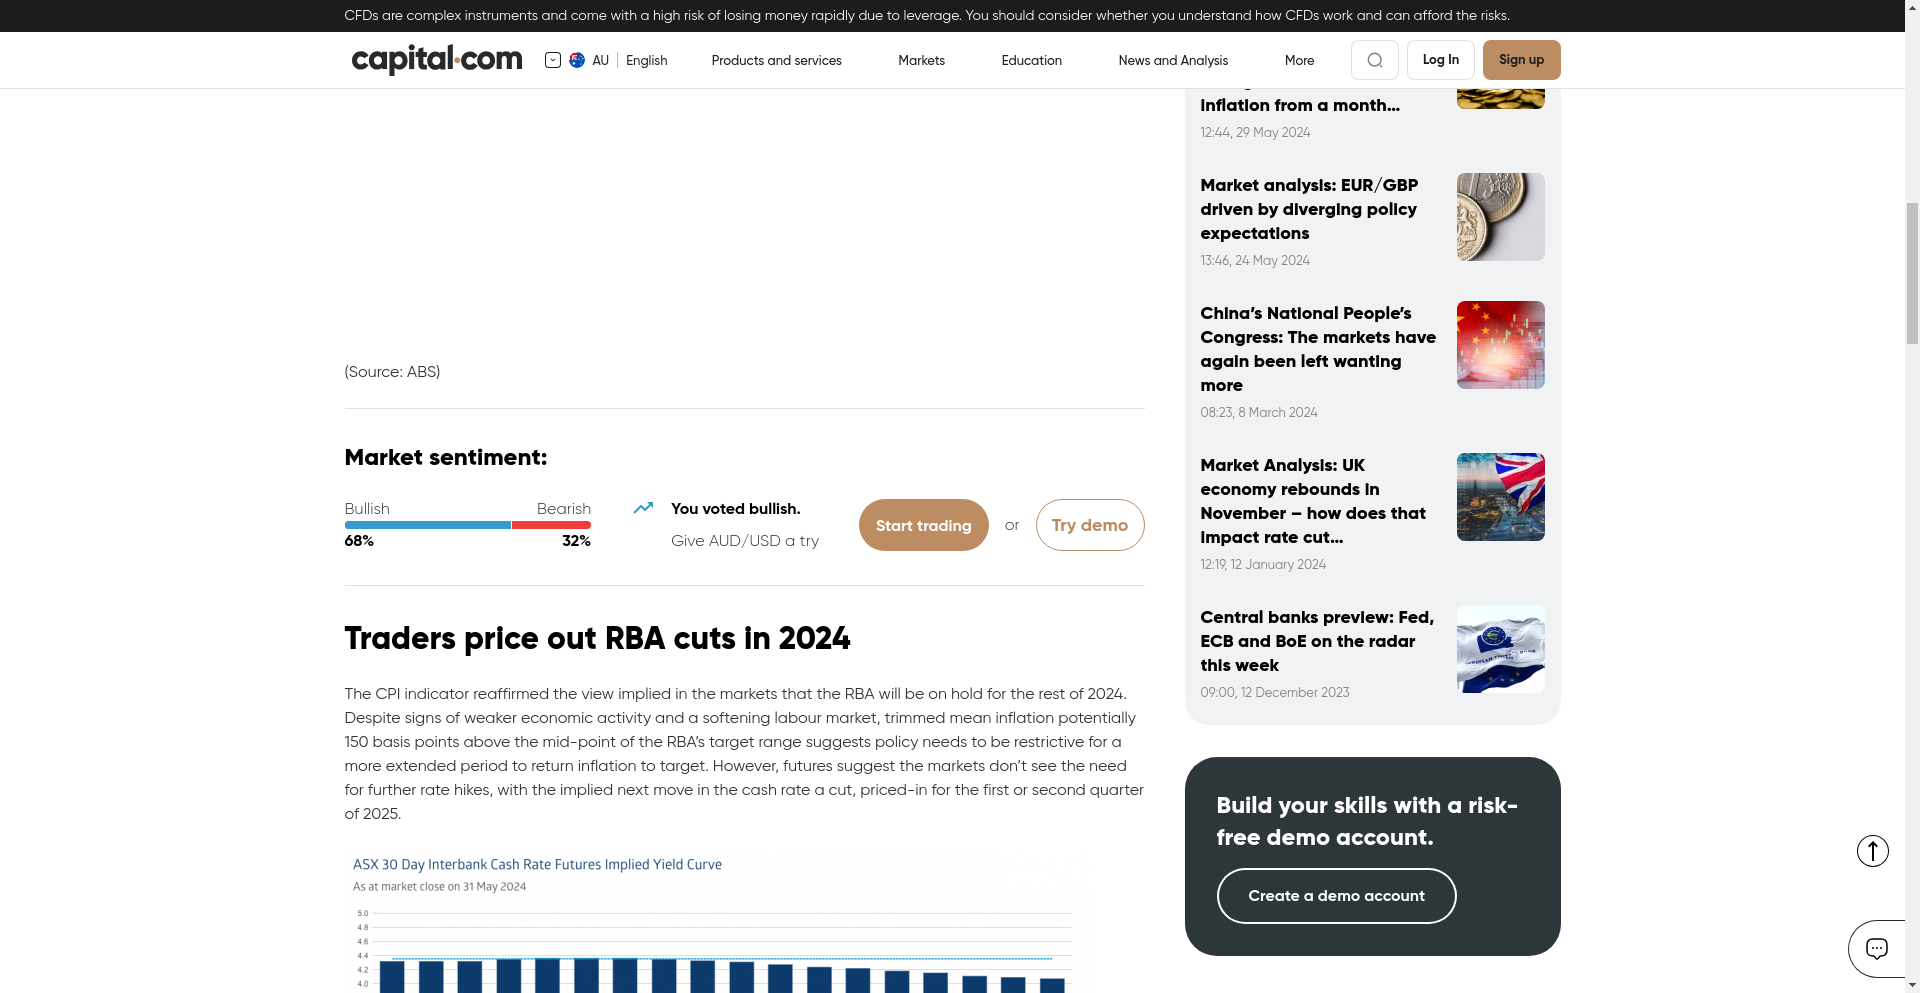 CFDs are complex instruments and come with a high risk of losing money rapidly due to leverage. You should consider whether you understand how CFDs work and can afford the risks.
capital.com
AU
English
Products and services
Markets
Education
News and Analysis
More
Log In
Sign up
(Source: ABS)
Market sentiment:
Bullish
Bearish
68%
32%
You voted bullish.
Give AUD/USD a try
Start trading
or
Try demo
Traders price out RBA cuts in 2024
The CPI indicator reaffirmed the view implied in the markets that the RBA will be on hold for the rest of 2024.
Despite signs of weaker economic activity and a softening labour market, trimmed mean inflation potentially
150 basis points above the mid-point of the RBA’s target range suggests policy needs to be restrictive for a
more extended period to return inflation to target. However, futures suggest the markets don’t see the need
for further rate hikes, with the implied next move in the cash rate a cut, priced-in for the first or second quarter
of 2025.
ASX 30 Day Interbank Cash Rate Futures Implied Yield Curve
As at market close on 31 May 2024
5.0
4.8
4.6
4.4
4.2
4.0
inflation from a month…
12:44, 29 May 2024
Market analysis: EUR/GBP
driven by diverging policy
expectations
13:46, 24 May 2024
China’s National People’s
Congress: The markets have
again been left wanting
more
08:23, 8 March 2024
Market Analysis: UK
economy rebounds in
November – how does that
impact rate cut…
12:19, 12 January 2024
Central banks preview: Fed,
ECB and BoE on the radar
this week
09:00, 12 December 2023
Build your skills with a risk-
free demo account.
Create a demo account